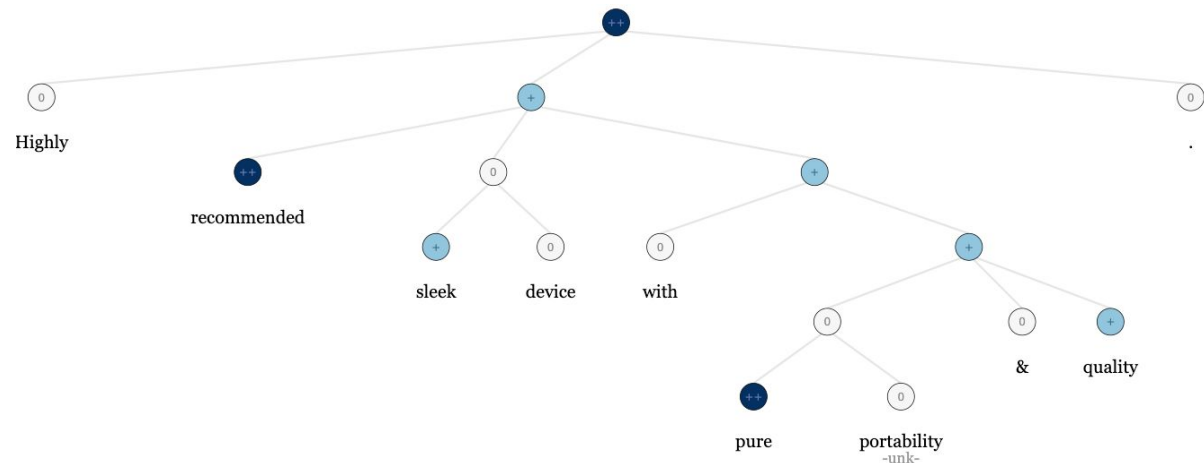 ++
0
+
0
Highly
.
++
0
+
recommended
+
0
0
+
sleek
device
with
0
0
+
&
quality
++
0
pure
portability
-unk-